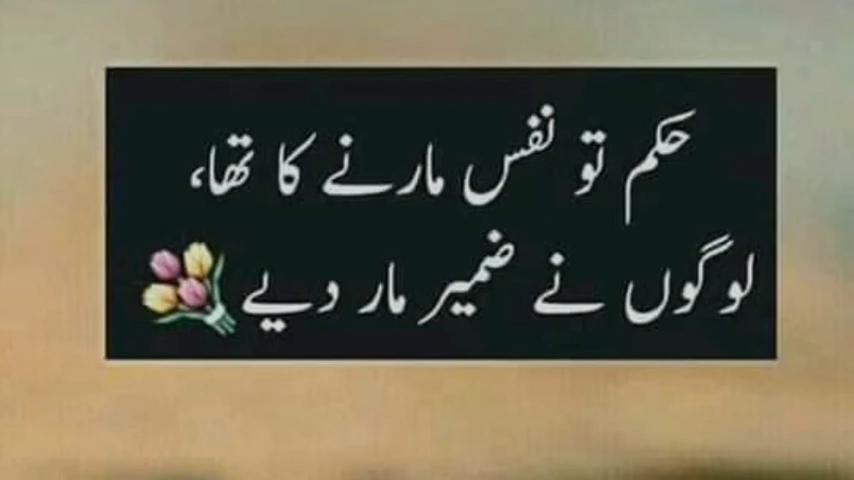 حکم تو نفس مارنے کا تھا،
لوگوں نے ضمیر مار دیے